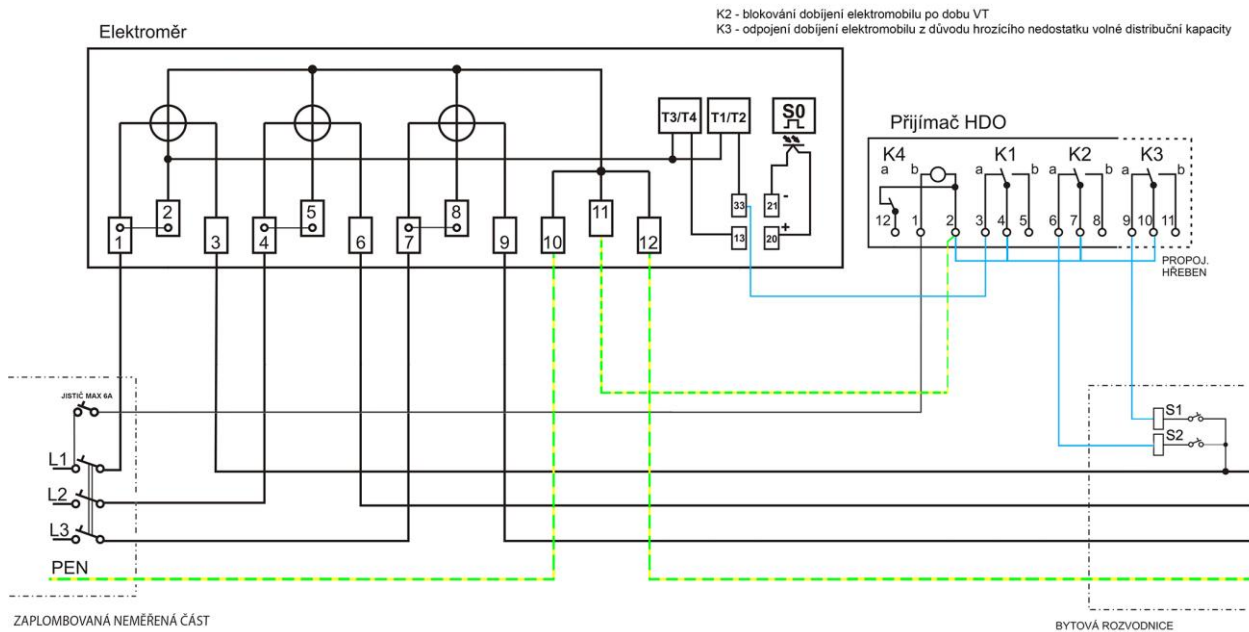 K2 - blokování dobíjení elektromobilu po dobu VT
K3 - odpojení dobíjení elektromobilu z důvodu hrozícího nedostatku volné distribuční kapacity
Elektroměr
T3/T4 T1/T2 S0
Přijímač HDO
K4 K1 K2 K3
a b a b a b a b
33 21 -
13 20 +
1 2 3 4 5 6 7 8 9 10 11 12
12 1 2 3 4 5 6 7 8 9 10 11
PROPOJ.
HŘEBEN
JISTIČ MAX 6A
L1
L2
L3
PEN
S1
S2
ZAPLOMBOVANÁ NEMĚŘENÁ ČÁST
BYTOVÁ ROZVODNICE